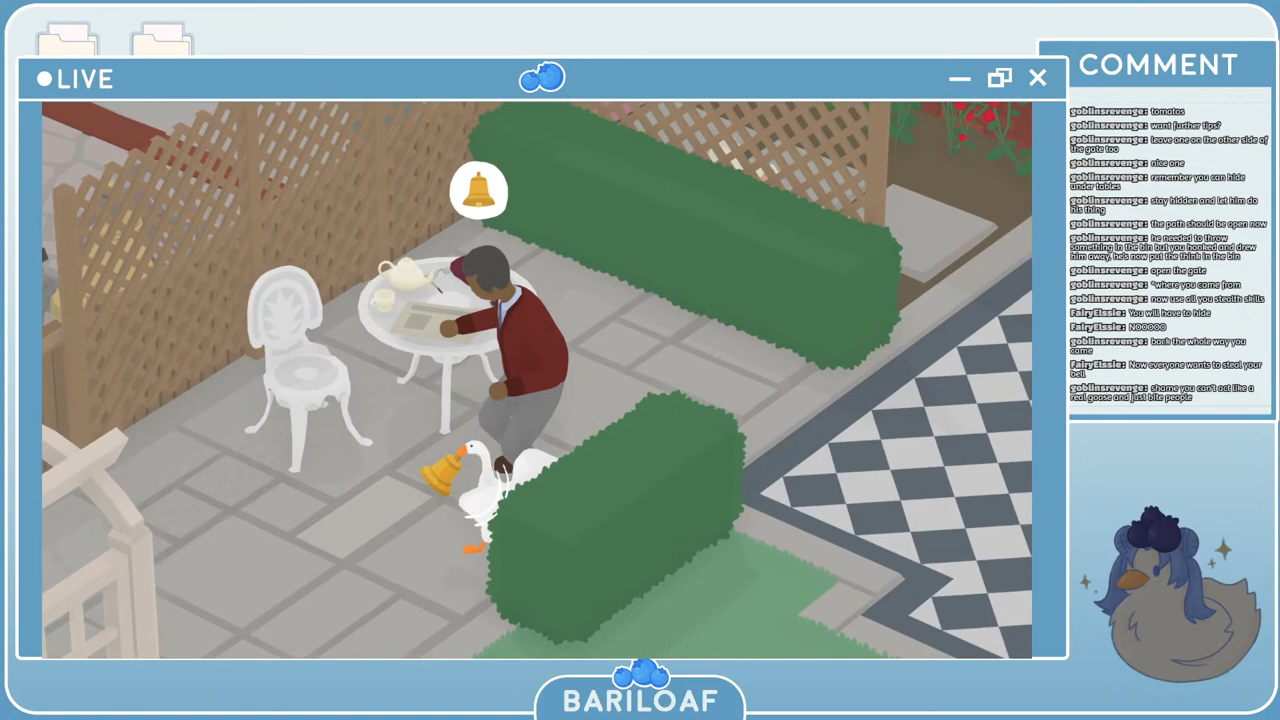 LIVE
COMMENT
goblinsrevenge: tomatos
goblinsrevenge: want further tips?
goblinsrevenge: leave one on the other side of
the gate too
goblinsrevenge: nice one
goblinsrevenge: remember you can hide
under tables
goblinsrevenge: stay hidden and let him do
his thing
goblinsrevenge: the path should be open now
goblinsrevenge: he needed to throw
something in the bin but you honked and drew
him away, he's now put the think in the bin
goblinsrevenge: open the gate
goblinsrevenge: *where you come from
goblinsrevenge: now use all you stealth skills
FairyElssie: You will have to hide
FairyElssie: NOOOOO
goblinsrevenge: back the whole way you
came
FairyElssie: Now everyone wants to steal your
bell
goblinsrevenge: shame you can't act like a
real goose and just bite people
BARILOAF